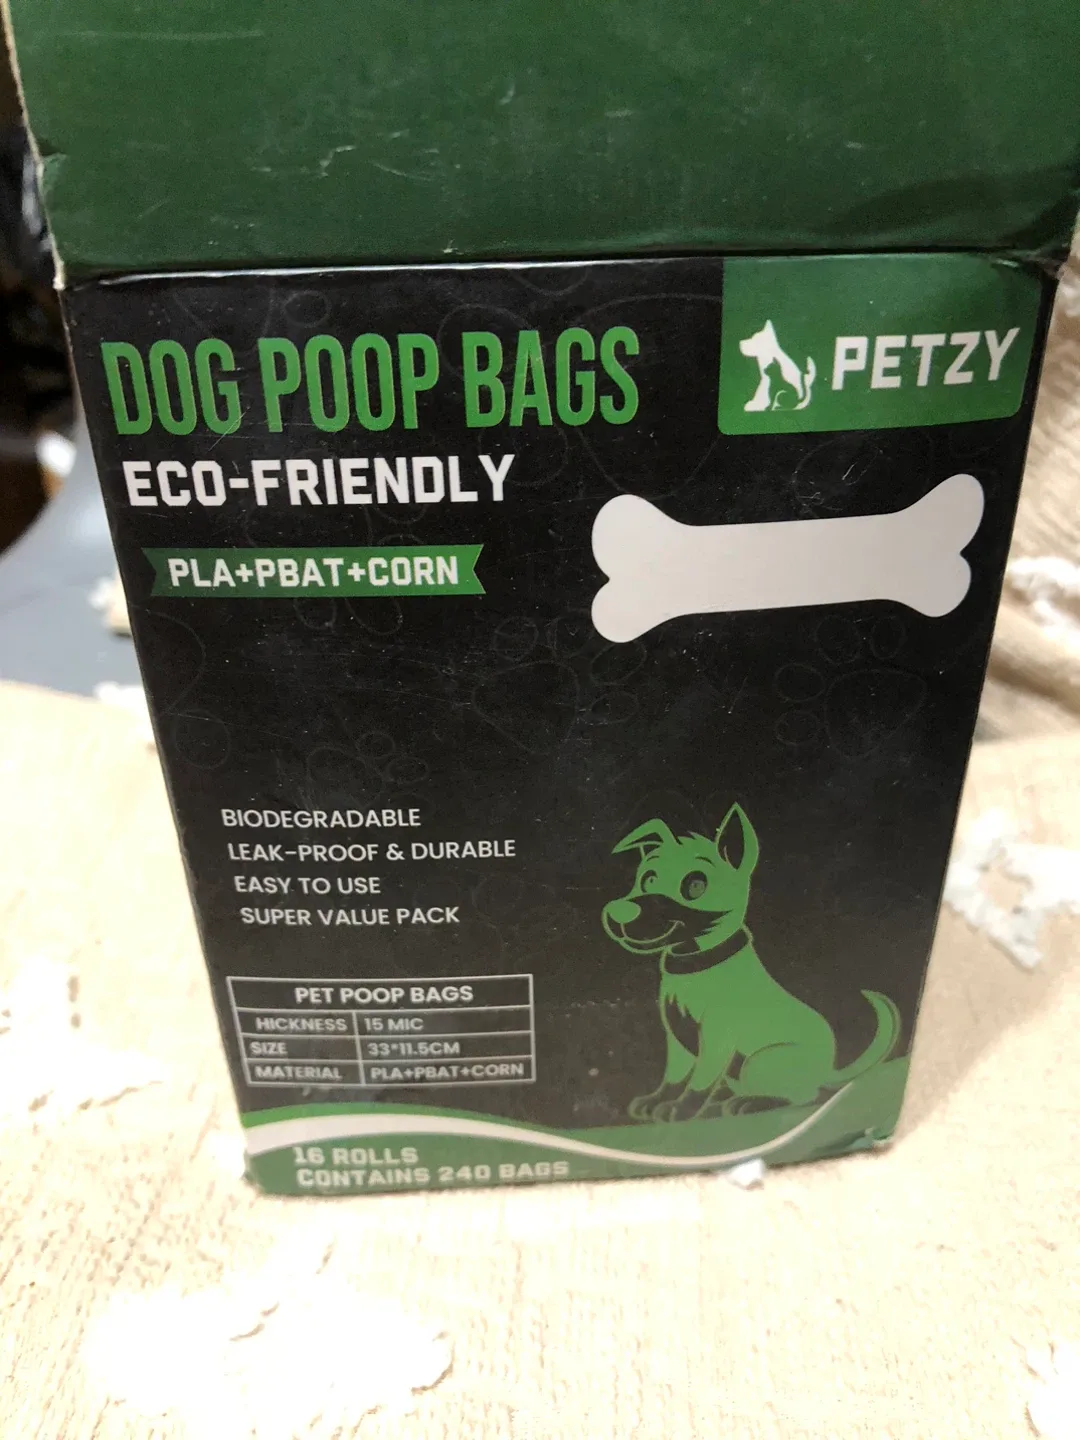 DOG POOP BAGS
PETZY
ECO-FRIENDLY
PLA+PBAT+CORN
BIODEGRADABLE
LEAK-PROOF & DURABLE
EASY TO USE
SUPER VALUE PACK
PET POOP BAGS
HICKNESS 15 MIC
SIZE 33*11.5CM
MATERIAL PLA+PBAT+CORN
16 ROLLS
CONTAINS 240 BAGS